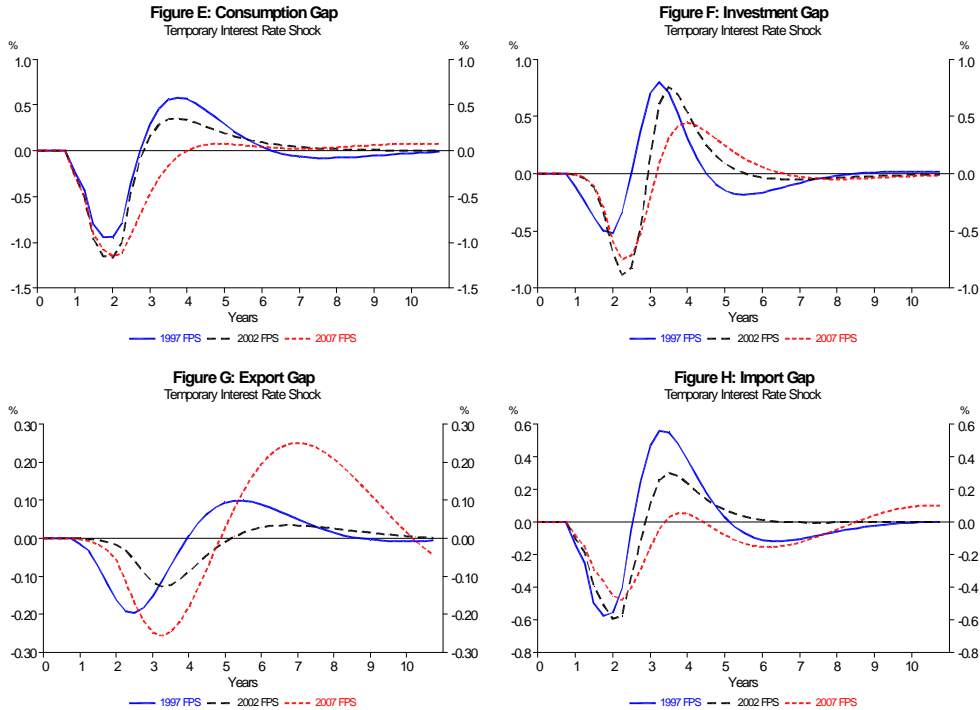 Figure E: Consumption Gap
Temporary Interest Rate Shock
% %
1.0 1.0
0.5 0.5
0.0 0.0
-0.5 -0.5
-1.0 -1.0
-1.5 -1.5
0 1 2 3 4 5 6 7 8 9 10
Years
1997 FPS 2002 FPS 2007 FPS
Figure F: Investment Gap
Temporary Interest Rate Shock
% %
1.0 1.0
0.5 0.5
0.0 0.0
-0.5 -0.5
-1.0 -1.0
0 1 2 3 4 5 6 7 8 9 10
Years
1997 FPS 2002 FPS 2007 FPS
Figure G: Export Gap
Temporary Interest Rate Shock
% %
0.30 0.30
0.20 0.20
0.10 0.10
0.00 0.00
-0.10 -0.10
-0.20 -0.20
-0.30 -0.30
0 1 2 3 4 5 6 7 8 9 10
Years
1997 FPS 2002 FPS 2007 FPS
Figure H: Import Gap
Temporary Interest Rate Shock
% %
0.6 0.6
0.4 0.4
0.2 0.2
0.0 0.0
-0.2 -0.2
-0.4 -0.4
-0.6 -0.6
-0.8 -0.8
0 1 2 3 4 5 6 7 8 9 10
Years
1997 FPS 2002 FPS 2007 FPS